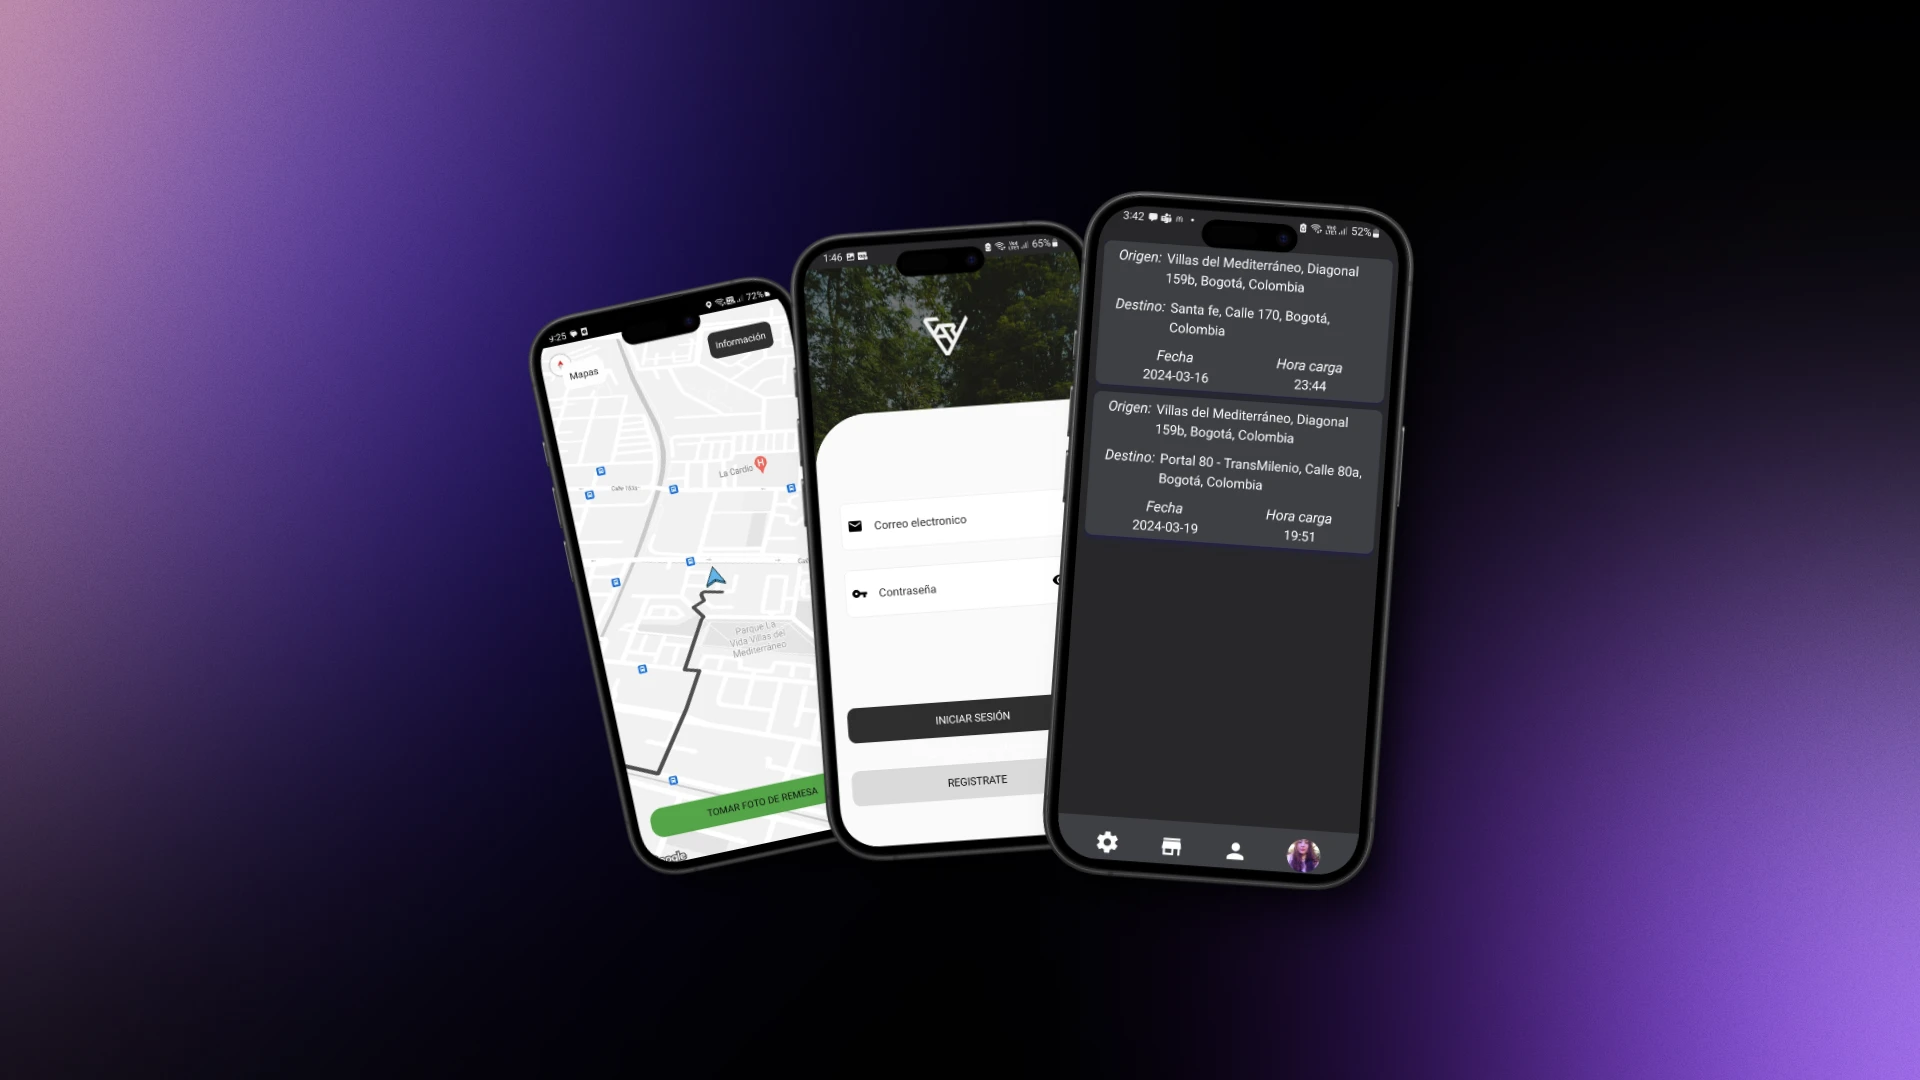 9:25
72%
Información
Mapas
La Cardio
H
Calle 163a
Parque La
Vida Villas del
Mediterráneo
TOMAR FOTO DE REMESA
1:46
65%
Correo electronico
Contraseña
INICIAR SESIÓN
REGISTRATE
3:42
52%
Origen: Villas del Mediterráneo, Diagonal
159b, Bogotá, Colombia
Destino: Santa fe, Calle 170, Bogotá,
Colombia
Fecha Hora carga
2024-03-16 23:44
Origen: Villas del Mediterráneo, Diagonal
159b, Bogotá, Colombia
Destino: Portal 80 - TransMilenio, Calle 80a,
Bogotá, Colombia
Fecha Hora carga
2024-03-19 19:51